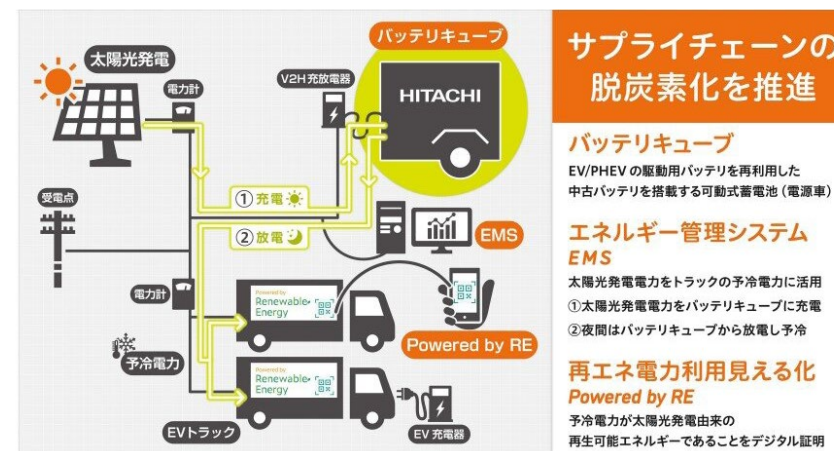 太陽光発電
電力計
V2H 充放電器
バッテリキューブ
HITACHI
受電点
①充電
②放電
EMS
電力計
予冷電力
Powered by
Renewable
Energy
Powered by RE
Powered by
Renewable
Energy
EVトラック
EV 充電器
サプライチェーンの
脱炭素化を推進
バッテリキューブ
EV/PHEV の駆動用バッテリを再利用した
中古バッテリを搭載する可動式蓄電池（電源車）
エネルギー管理システム
EMS
太陽光発電電力をトラックの予冷電力に活用
①太陽光発電電力をバッテリキューブに充電
②夜間はバッテリキューブから放電し予冷
再エネ電力利用見える化
Powered by RE
予冷電力が太陽光発電由来の
再生可能エネルギーであることをデジタル証明